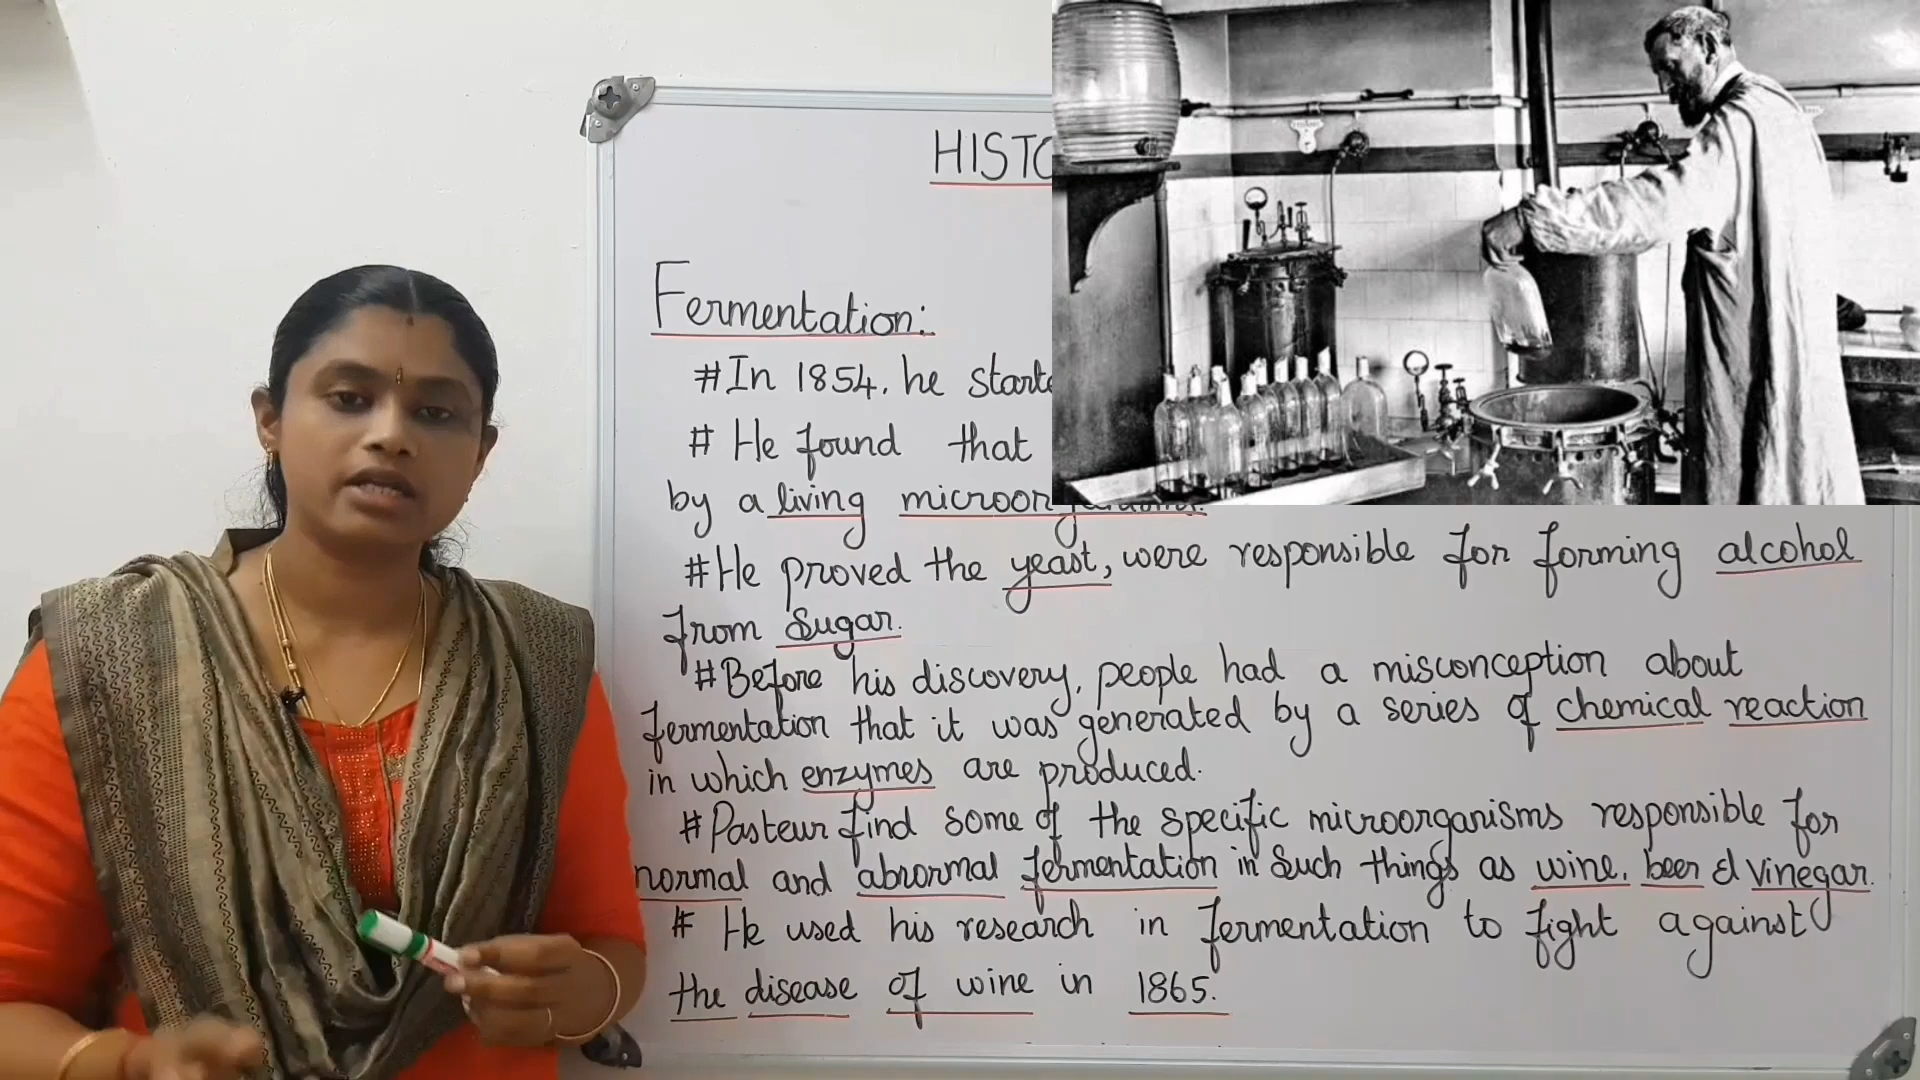 HISTO
Fermentation:
#In 1854, he starte
# He found that
by a living microorganisms.
#He proved the yeast, were responsible for forming alcohol
from Sugar.
#Before his discovery, people had a misconception about
fermentation that it was generated by a series of chemical reaction
in which enzymes are produced.
# Pasteur find some of the specific microorganisms responsible for
normal and abnormal fermentation in such things as wine, beer & vinegar.
# He used his research in fermentation to fight against
the disease of wine in 1865.